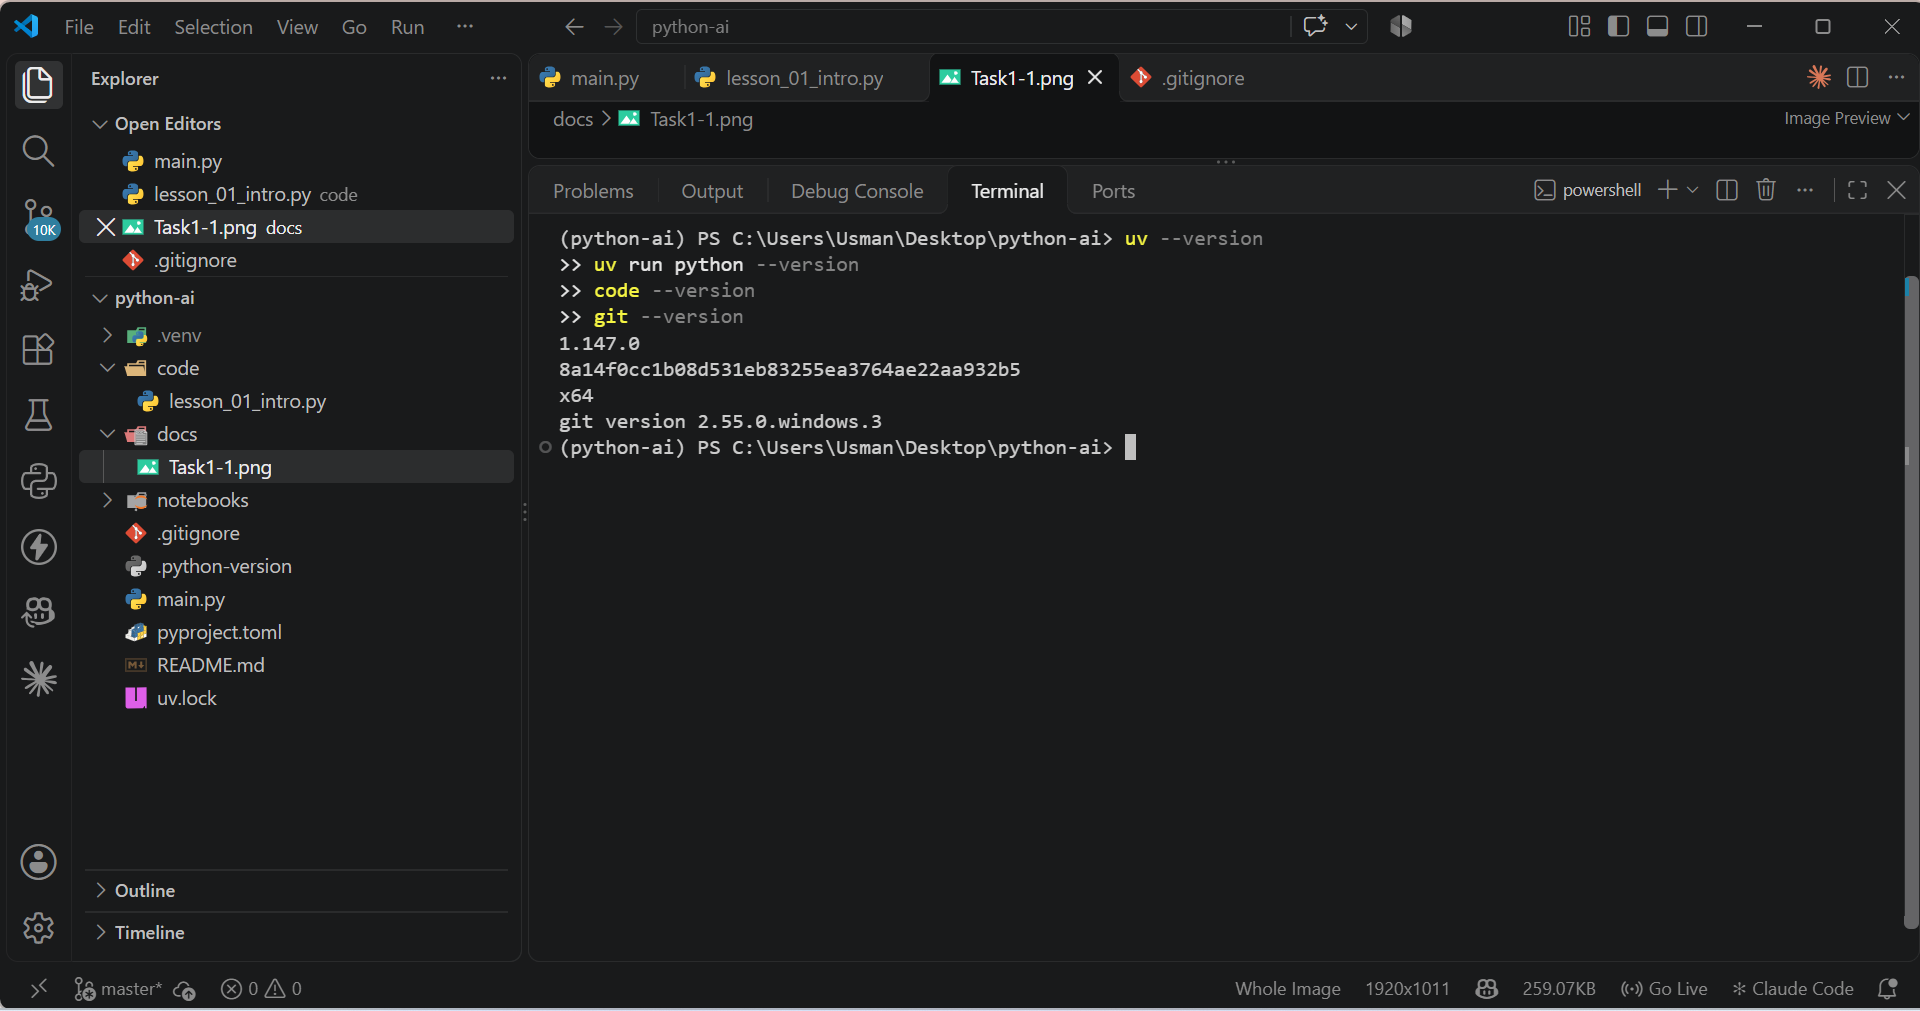 File Edit Selection View Go Run ···
python-ai
Explorer
Open Editors
main.py
lesson_01_intro.py code
Task1-1.png docs
.gitignore
python-ai
.venv
code
lesson_01_intro.py
docs
Task1-1.png
notebooks
.gitignore
.python-version
main.py
pyproject.toml
README.md
uv.lock
Outline
Timeline
10K
main.py lesson_01_intro.py Task1-1.png .gitignore
docs > Task1-1.png
Image Preview
Problems Output Debug Console Terminal Ports
powershell
(python-ai) PS C:\Users\Usman\Desktop\python-ai> uv --version
>> uv run python --version
>> code --version
>> git --version
1.147.0
8a14f0cc1b08d531eb83255ea3764ae22aa932b5
x64
git version 2.55.0.windows.3
(python-ai) PS C:\Users\Usman\Desktop\python-ai>
master* 0 0
Whole Image 1920x1011 259.07KB Go Live Claude Code